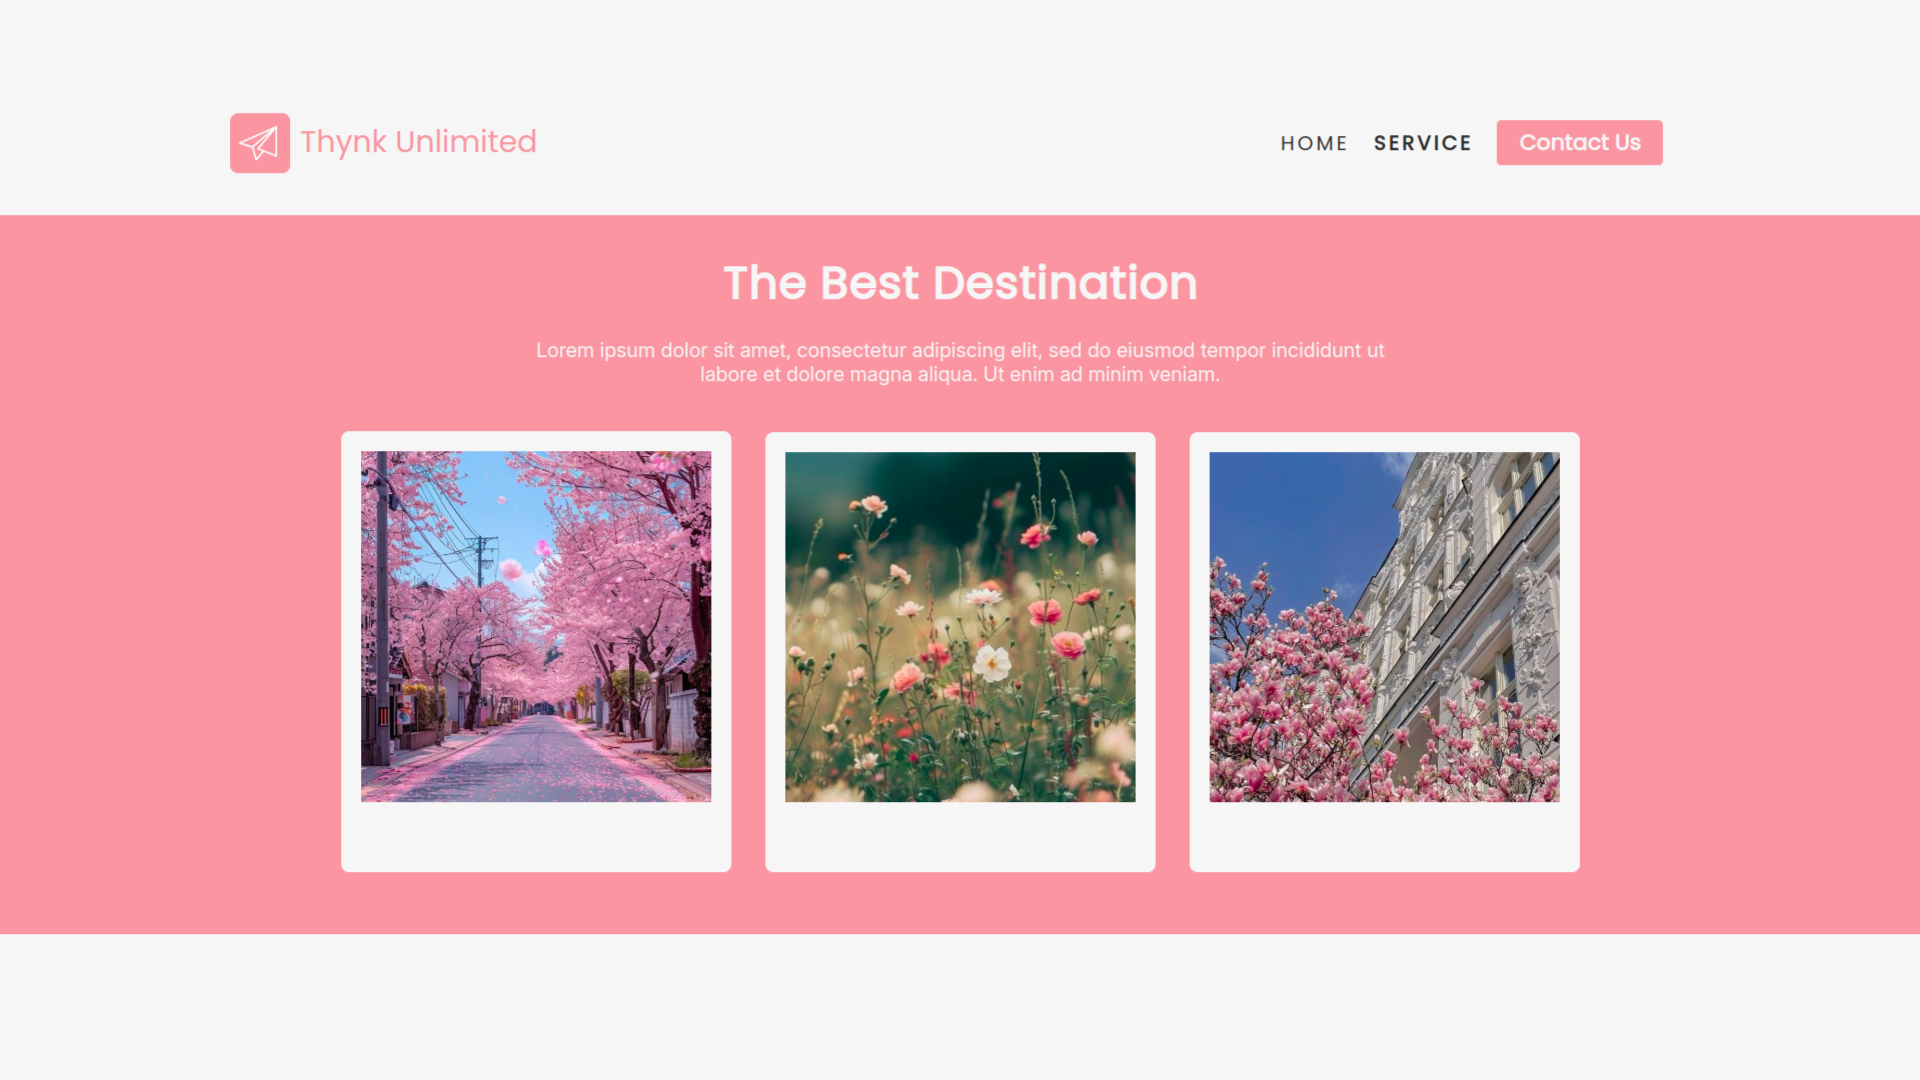 Thynk Unlimited
HOME
SERVICE
Contact Us
The Best Destination
Lorem ipsum dolor sit amet, consectetur adipiscing elit, sed do eiusmod tempor incididunt ut
labore et dolore magna aliqua. Ut enim ad minim veniam.